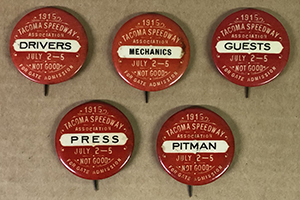 1915
TACOMA SPEEDWAY
ASSOCIATION
DRIVERS
JULY 2-5
NOT GOOD
FOR GATE ADMISSION
1915
TACOMA SPEEDWAY
ASSOCIATION
MECHANICS
JULY 2-5
NOT GOOD
FOR GATE ADMISSION
1915
TACOMA SPEEDWAY
ASSOCIATION
GUESTS
JULY 2-5
NOT GOOD
FOR GATE ADMISSION
1915
TACOMA SPEEDWAY
ASSOCIATION
PRESS
JULY 2-5
NOT GOOD
FOR GATE ADMISSION
1915
TACOMA SPEEDWAY
ASSOCIATION
PITMAN
JULY 2-5
NOT GOOD
FOR GATE ADMISSION